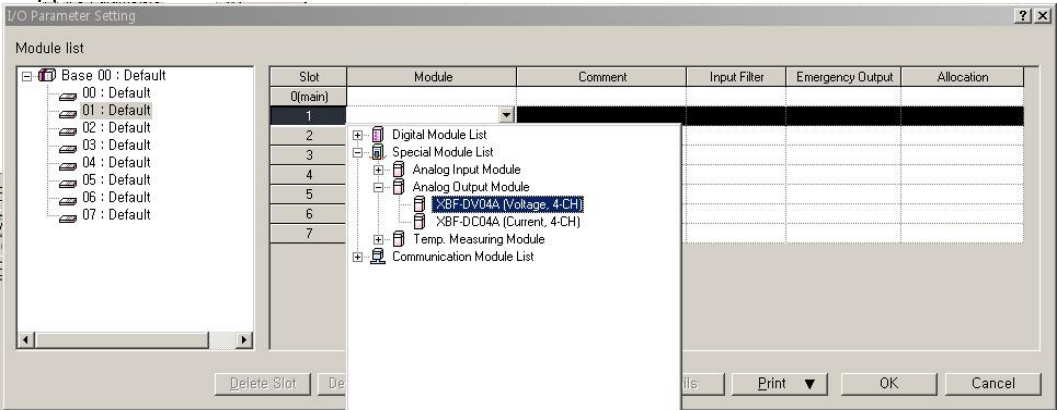 I/O Parameter Setting
Module list
Base 00 : Default
00 : Default
01 : Default
02 : Default
03 : Default
04 : Default
05 : Default
06 : Default
07 : Default
Slot Module Comment Input Filter Emergency Output Allocation
0(main)
1
2
3
4
5
6
7
Digital Module List
Special Module List
Analog Input Module
Analog Output Module
XBF-DV04A (Voltage, 4-CH)
XBF-DC04A (Current, 4-CH)
Temp. Measuring Module
Communication Module List
Delete Slot Print OK Cancel